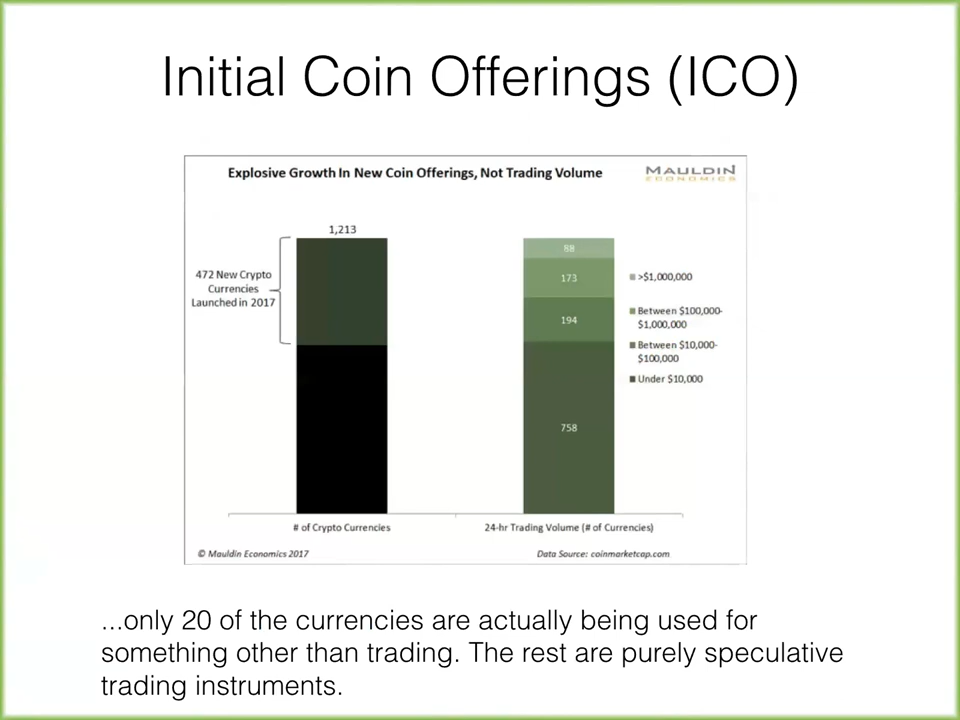 Initial Coin Offerings (ICO)
Explosive Growth In New Coin Offerings, Not Trading Volume
MAULDIN
ECONOMICS
1,213
472 New Crypto
Currencies
Launched in 2017
88
173
194
758
>$1,000,000
Between $100,000-
$1,000,000
Between $10,000-
$100,000
Under $10,000
# of Crypto Currencies
24-hr Trading Volume (# of Currencies)
© Mauldin Economics 2017
Data Source: coinmarketcap.com
...only 20 of the currencies are actually being used for
something other than trading. The rest are purely speculative
trading instruments.